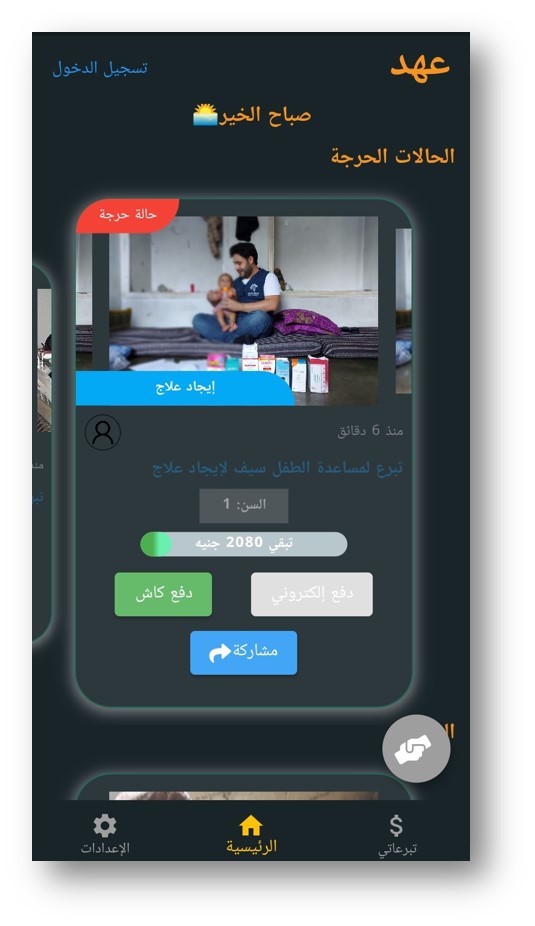 عهد
تسجيل الدخول
صباح الخير🌅
الحالات الحرجة
حالة حرجة
إيجاد علاج
منذ 6 دقائق
تبرع لمساعدة الطفل سيف لإيجاد علاج
السن: 1
تبقي 2080 جنيه
دفع إلكتروني
دفع كاش
مشاركة
تبرعاتي
الرئيسية
الإعدادات